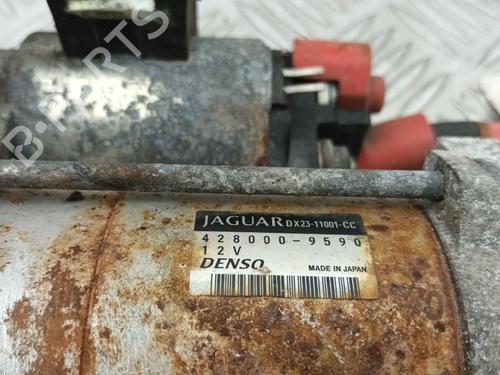 B-PARTS
JAGUAR DX23-11001-CC
428000-9590
12V
DENSO MADE IN JAPAN